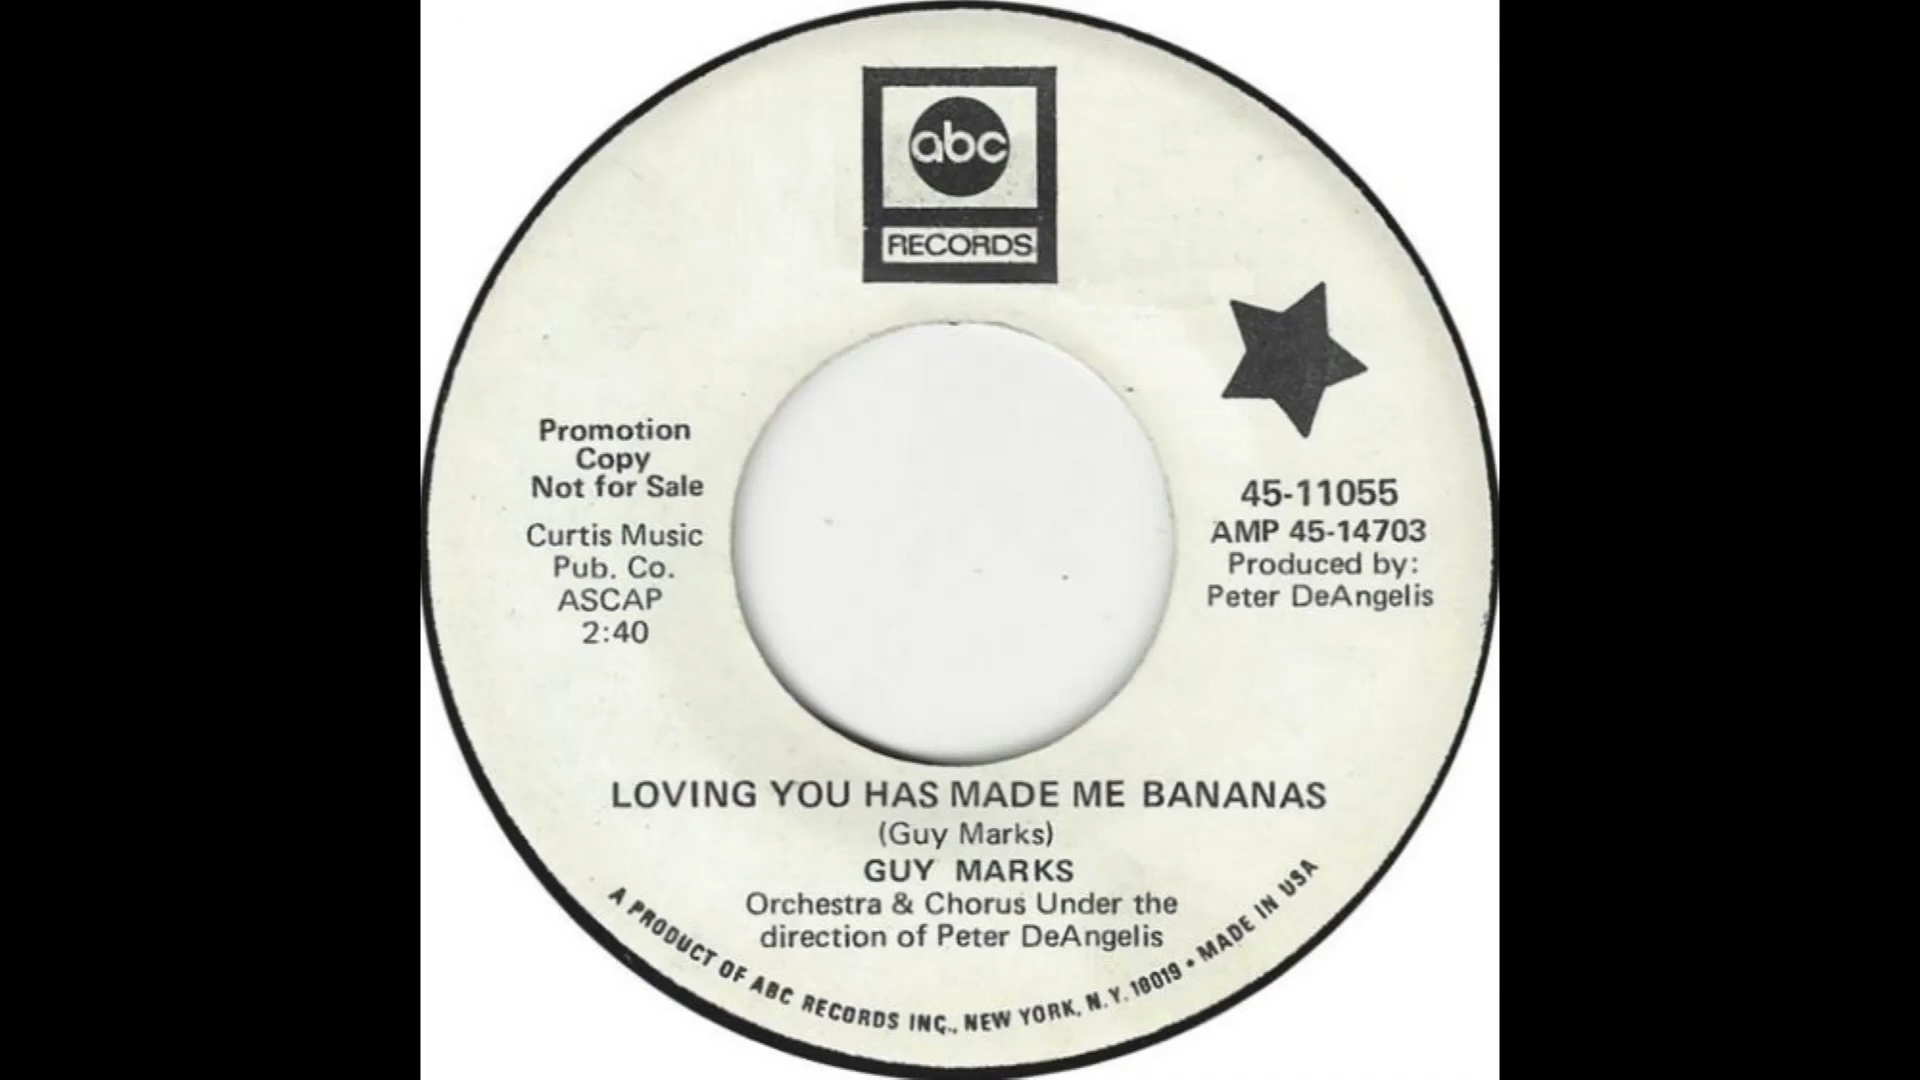 abc
RECORDS
Promotion
Copy
Not for Sale
Curtis Music
Pub. Co.
ASCAP
2:40
45-11055
AMP 45-14703
Produced by:
Peter DeAngelis
LOVING YOU HAS MADE ME BANANAS
(Guy Marks)
GUY MARKS
Orchestra & Chorus Under the
direction of Peter DeAngelis
A PRODUCT OF ABC RECORDS INC., NEW YORK, N.Y. 10019 • MADE IN USA